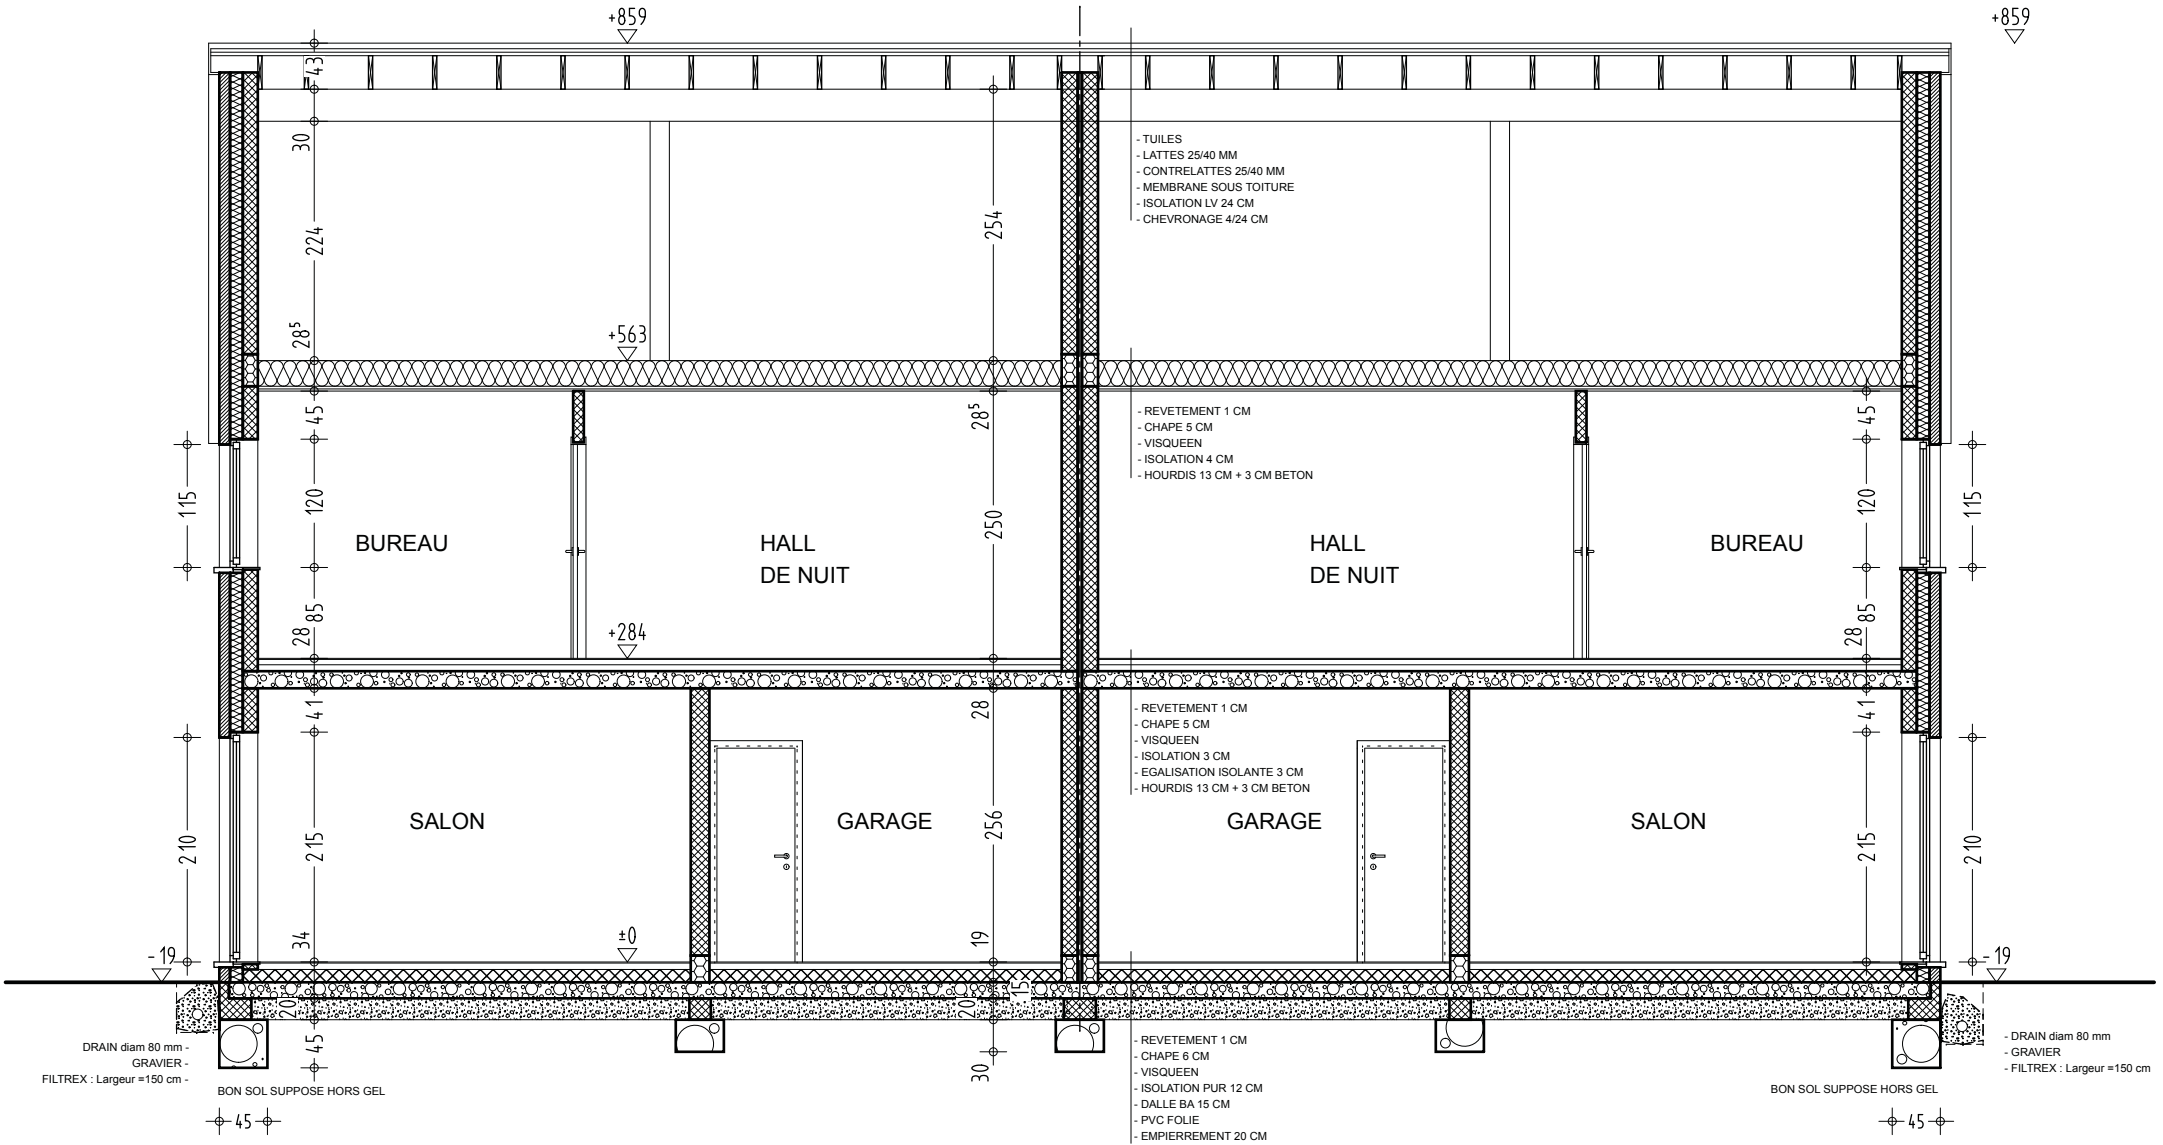 +859
+859
43
30
- TUILES
- LATTES 25/40 MM
- CONTRELATTES 25/40 MM
- MEMBRANE SOUS TOITURE
- ISOLATION LV 24 CM
- CHEVRONAGE 4/24 CM
224
254
28⁵
+563
45
28⁵
- REVETEMENT 1 CM
- CHAPE 5 CM
- VISQUEEN
- ISOLATION 4 CM
- HOURDIS 13 CM + 3 CM BETON
45
115
120
250
120
115
BUREAU
HALL
DE NUIT
HALL
DE NUIT
BUREAU
85
28
+284
85
28
41
28
- REVETEMENT 1 CM
- CHAPE 5 CM
- VISQUEEN
- ISOLATION 3 CM
- EGALISATION ISOLANTE 3 CM
- HOURDIS 13 CM + 3 CM BETON
41
SALON
GARAGE
GARAGE
SALON
210
215
256
215
210
34
±0
19
-19
-19
20
20
15
45
30
DRAIN diam 80 mm -
GRAVIER -
FILTREX : Largeur =150 cm -
BON SOL SUPPOSE HORS GEL
45
- REVETEMENT 1 CM
- CHAPE 6 CM
- VISQUEEN
- ISOLATION PUR 12 CM
- DALLE BA 15 CM
- PVC FOLIE
- EMPIERREMENT 20 CM
- DRAIN diam 80 mm
- GRAVIER
- FILTREX : Largeur =150 cm
BON SOL SUPPOSE HORS GEL
45